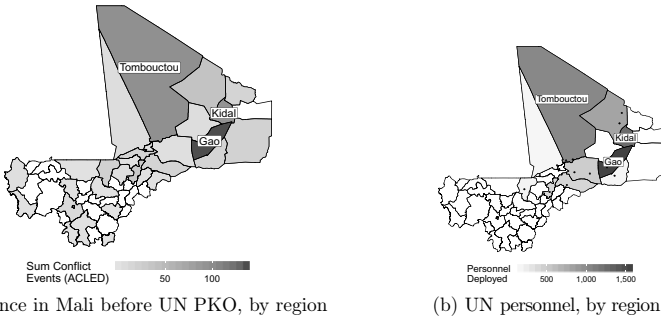 Tombouctou
Kidal
Gao
Sum Conflict
Events (ACLED)
50 100
nce in Mali before UN PKO, by region
Tombouctou
Kidal
Gao
Personnel
Deployed
500 1,000 1,500
(b) UN personnel, by region